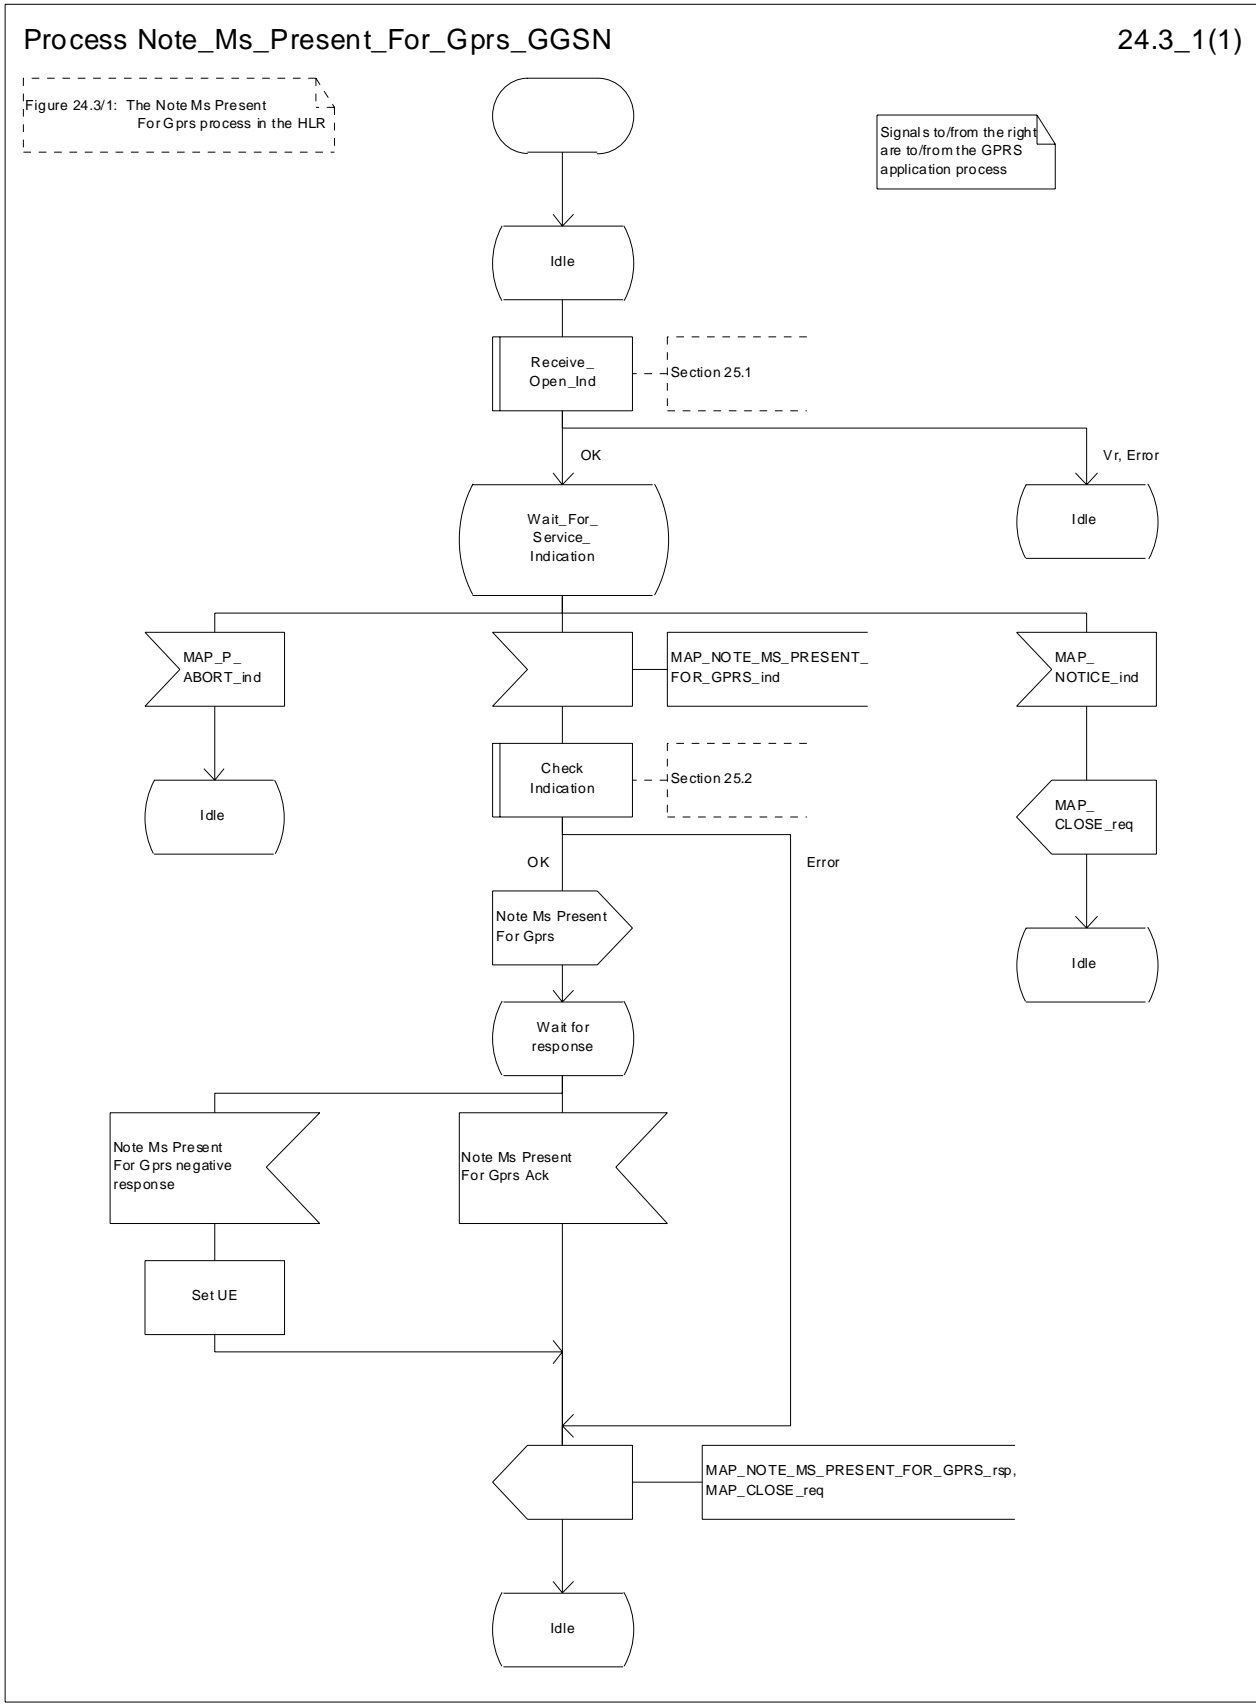 Process Note_Ms_Present_For_Gprs_GGSN
24.3_1(1)
Figure 24.3/1: The Note Ms Present
For Gprs process in the HLR
Signals to/from the right
are to/from the GPRS
application process
Idle
Receive_
Open_Ind
Section 25.1
OK
Vr, Error
Wait_For_
Service_
Indication
Idle
MAP_P_
ABORT_ind
MAP_NOTE_MS_PRESENT_
FOR_GPRS_ind
MAP_
NOTICE_ind
Check
Indication
Section 25.2
Idle
MAP_
CLOSE_req
OK
Error
Note Ms Present
For Gprs
Idle
Wait for
response
Note Ms Present
For Gprs negative
response
Note Ms Present
For Gprs Ack
Set UE
MAP_NOTE_MS_PRESENT_FOR_GPRS_rsp,
MAP_CLOSE_req
Idle